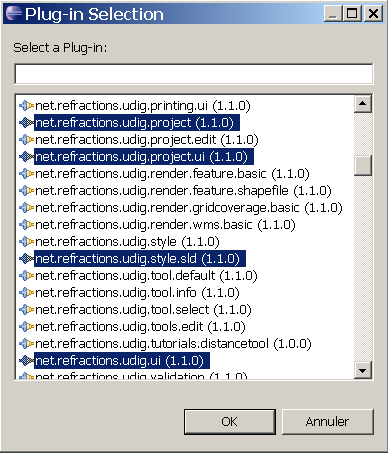 Plug-in Selection
Select a Plug-in:
net.refractions.udig.printing.ui (1.1.0)
net.refractions.udig.project (1.1.0)
net.refractions.udig.project.edit (1.1.0)
net.refractions.udig.project.ui (1.1.0)
net.refractions.udig.render.feature.basic (1.1.0)
net.refractions.udig.render.feature.shapefile (1.1.0)
net.refractions.udig.render.gridcoverage.basic (1.1.0)
net.refractions.udig.render.wms.basic (1.1.0)
net.refractions.udig.style (1.1.0)
net.refractions.udig.style.sld (1.1.0)
net.refractions.udig.tool.default (1.1.0)
net.refractions.udig.tool.info (1.1.0)
net.refractions.udig.tool.select (1.1.0)
net.refractions.udig.tools.edit (1.1.0)
net.refractions.udig.tutorials.distancetool (1.0.0)
net.refractions.udig.ui (1.1.0)
net.refractions.udig.validation (1.1.0)
OK
Annuler